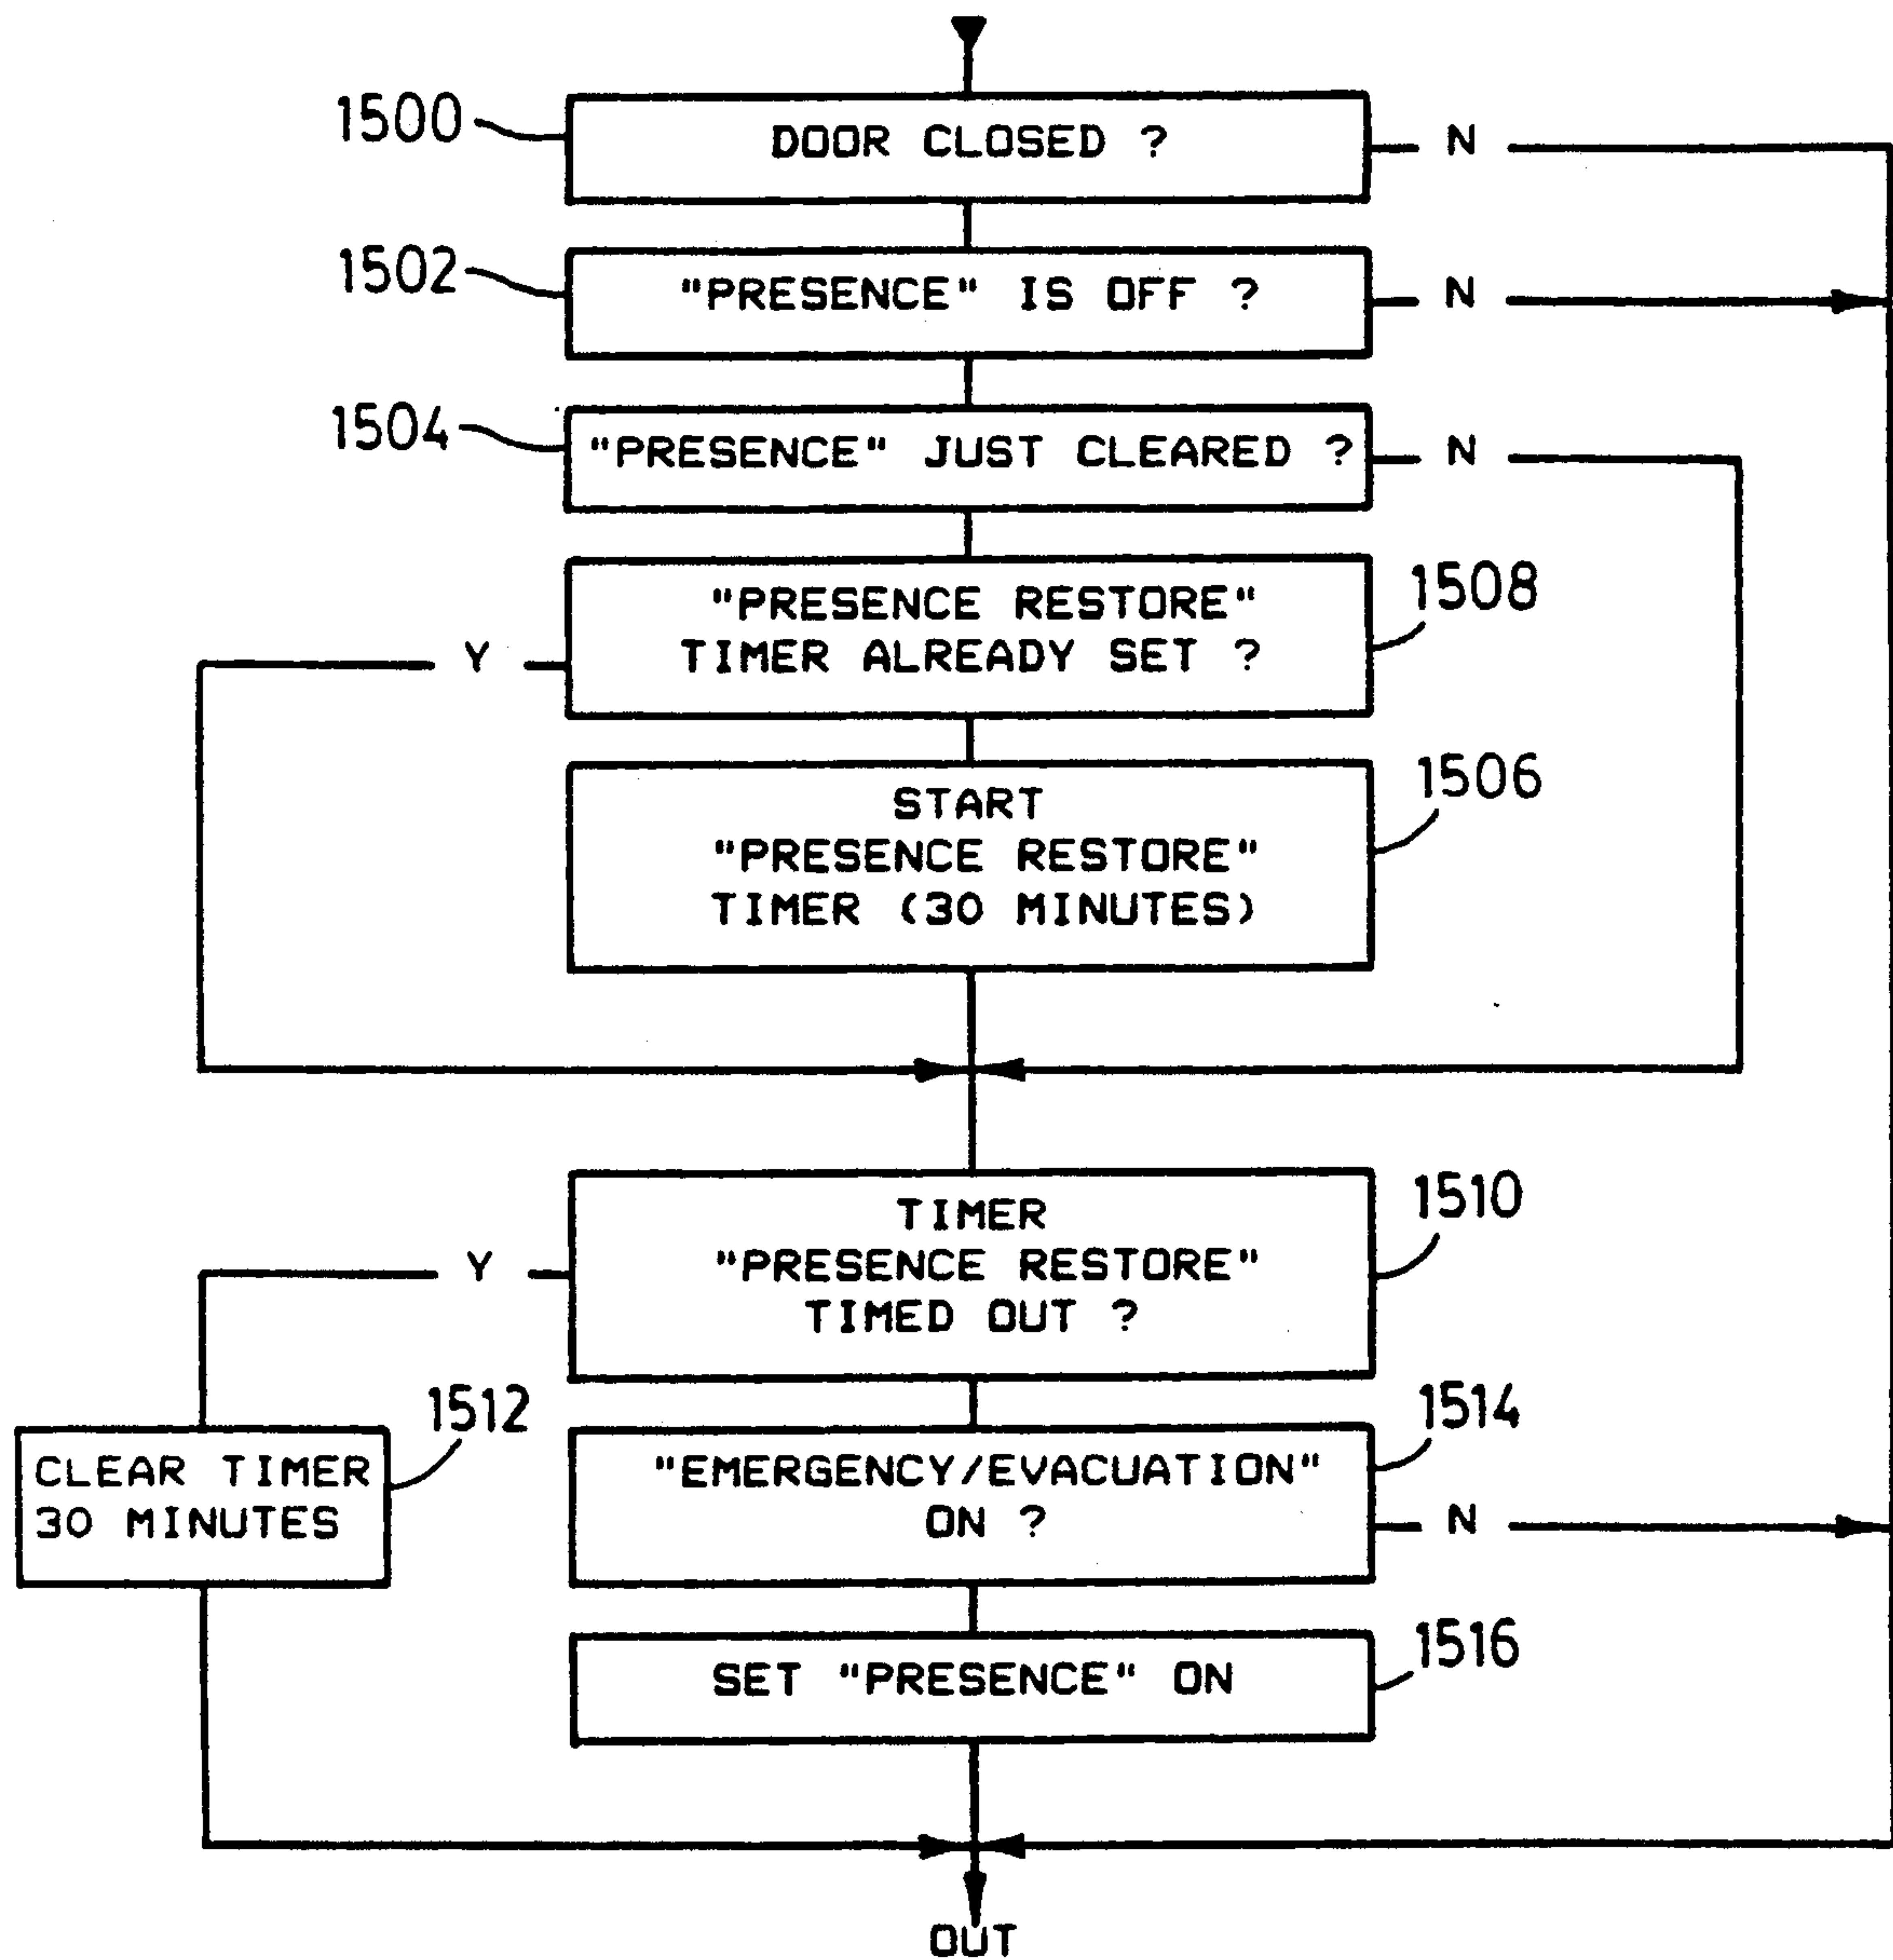 1500
DOOR CLOSED ?
N
1502
"PRESENCE" IS OFF ?
N
1504
"PRESENCE" JUST CLEARED ?
N
"PRESENCE RESTORE"
TIMER ALREADY SET ?
1508
Y
START
"PRESENCE RESTORE"
TIMER (30 MINUTES)
1506
TIMER
"PRESENCE RESTORE"
TIMED OUT ?
1510
Y
1512
CLEAR TIMER
30 MINUTES
"EMERGENCY/EVACUATION"
ON ?
1514
N
SET "PRESENCE" ON
1516
OUT